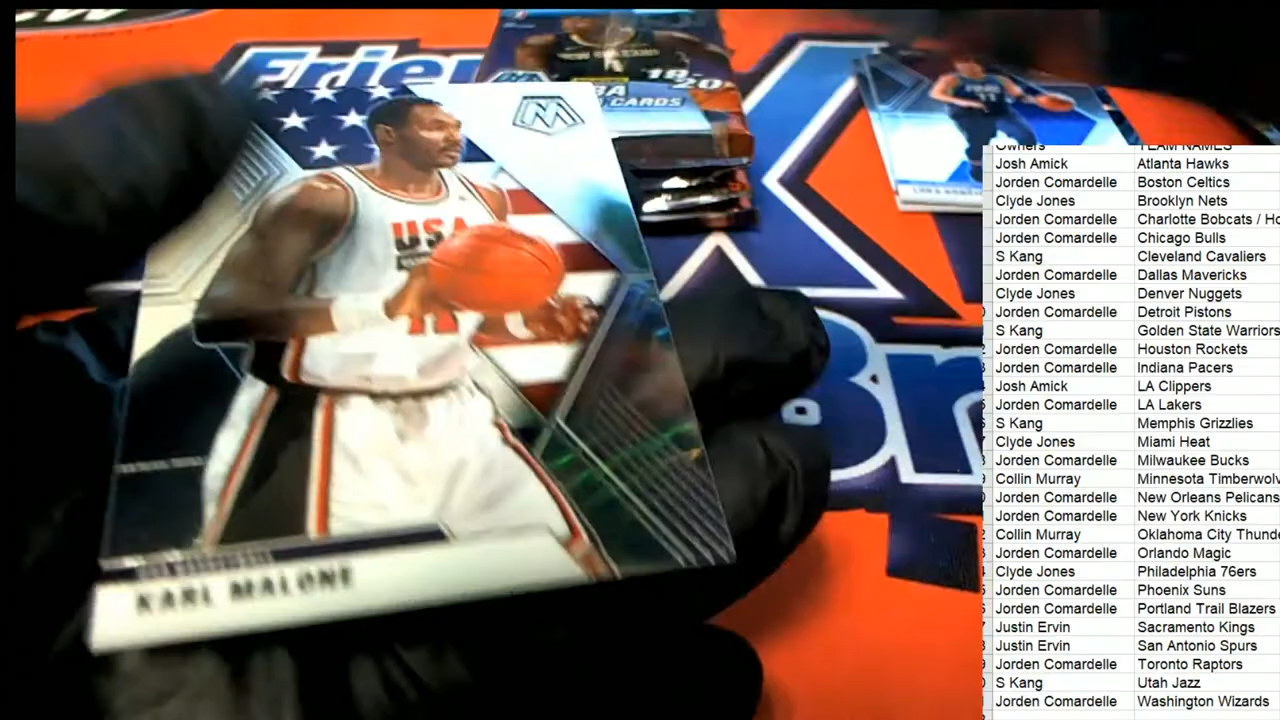 Frie
18
20
BA
CARDS
M
USA
11
KARL MALONE
Br
Owners TEAM NAMES
Josh Amick Atlanta Hawks
Jorden Comardelle Boston Celtics
Clyde Jones Brooklyn Nets
Jorden Comardelle Charlotte Bobcats / Ho
Jorden Comardelle Chicago Bulls
S Kang Cleveland Cavaliers
Jorden Comardelle Dallas Mavericks
Clyde Jones Denver Nuggets
Jorden Comardelle Detroit Pistons
S Kang Golden State Warriors
Jorden Comardelle Houston Rockets
Jorden Comardelle Indiana Pacers
Josh Amick LA Clippers
Jorden Comardelle LA Lakers
S Kang Memphis Grizzlies
Clyde Jones Miami Heat
Jorden Comardelle Milwaukee Bucks
Collin Murray Minnesota Timberwolv
Jorden Comardelle New Orleans Pelicans
Jorden Comardelle New York Knicks
Collin Murray Oklahoma City Thunde
Jorden Comardelle Orlando Magic
Clyde Jones Philadelphia 76ers
Jorden Comardelle Phoenix Suns
Jorden Comardelle Portland Trail Blazers
Justin Ervin Sacramento Kings
Justin Ervin San Antonio Spurs
Jorden Comardelle Toronto Raptors
S Kang Utah Jazz
Jorden Comardelle Washington Wizards